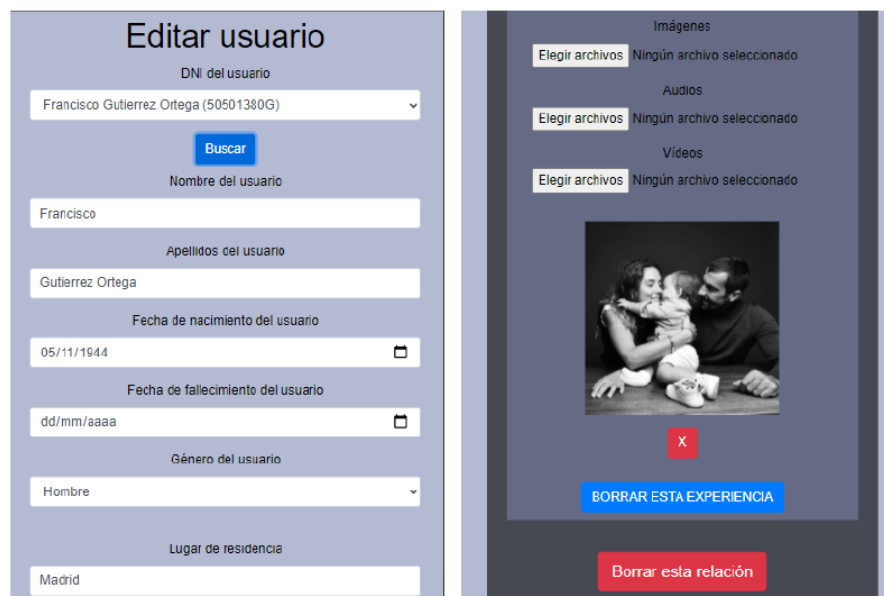 Editar usuario
DNI del usuario
Francisco Gutierrez Ortega (50501380G)
Buscar
Nombre del usuario
Francisco
Apellidos del usuario
Gutierrez Ortega
Fecha de nacimiento del usuario
05/11/1944
Fecha de fallecimiento del usuario
dd/mm/aaaa
Género del usuario
Hombre
Lugar de residencia
Madrid
Imágenes
Elegir archivos Ningún archivo seleccionado
Audios
Elegir archivos Ningún archivo seleccionado
Vídeos
Elegir archivos Ningún archivo seleccionado
X
BORRAR ESTA EXPERIENCIA
Borrar esta relación